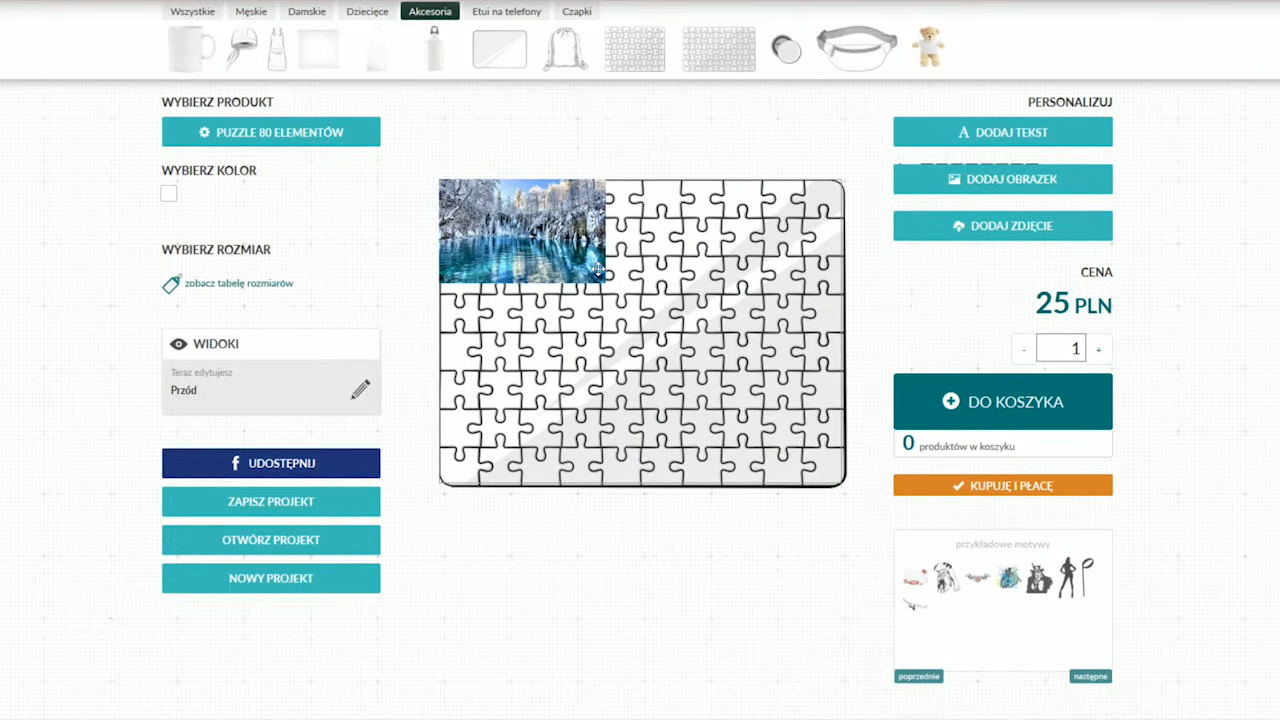 Wszystkie Męskie Damskie Dziecięce Akcesoria Etui na telefony Czapki
WYBIERZ PRODUKT
PUZZLE 80 ELEMENTÓW
WYBIERZ KOLOR
WYBIERZ ROZMIAR
zobacz tabelę rozmiarów
WIDOKI
Teraz edytujesz
Przód
UDOSTĘPNIJ
ZAPISZ PROJEKT
OTWÓRZ PROJEKT
NOWY PROJEKT
PERSONALIZUJ
A DODAJ TEKST
DODAJ OBRAZEK
DODAJ ZDJĘCIE
CENA
25 PLN
- 1 +
DO KOSZYKA
0 produktów w koszyku
KUPUJĘ I PŁACĘ
przykładowe motywy
poprzednie następne